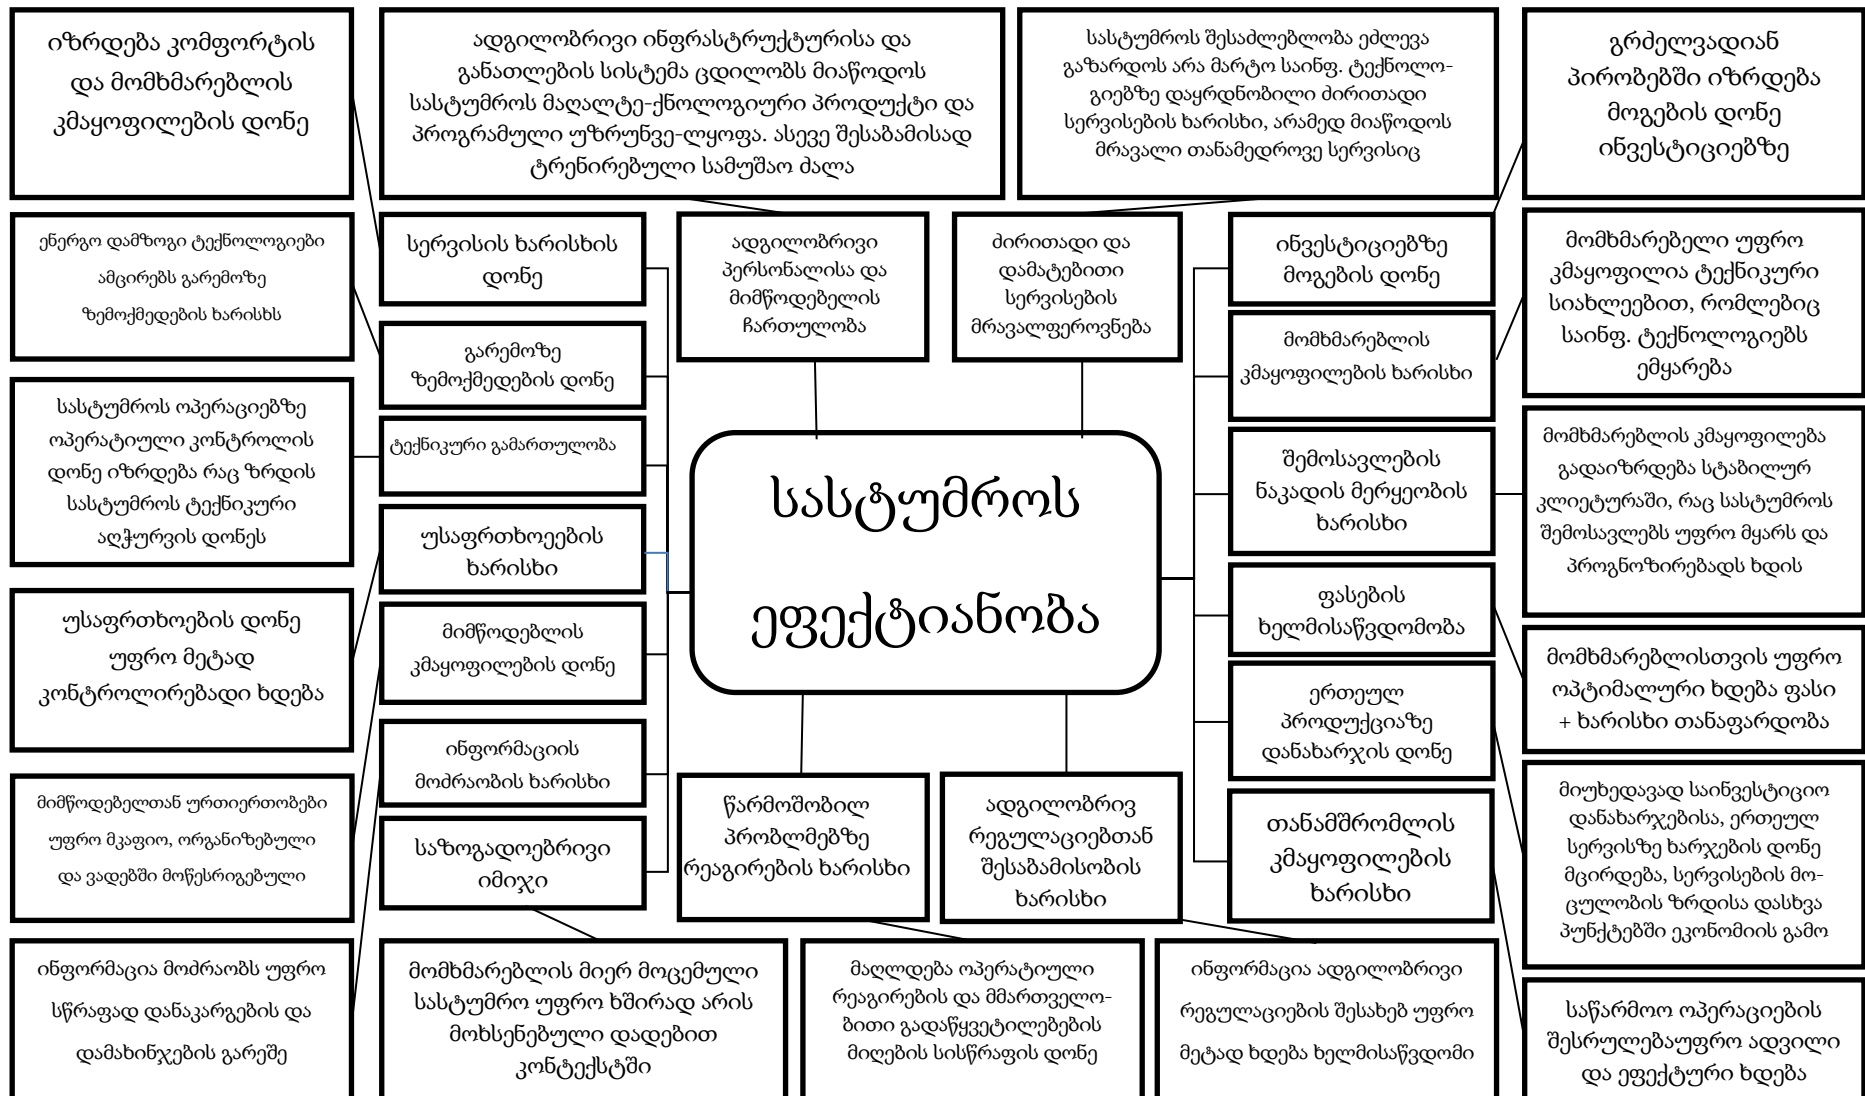 იზრდება კომფორტის
და მომხმარებლის
კმაყოფილების დონე
ადგილობრივი ინფრასტრუქტურისა და
განათლების სისტემა ცდილობს მიაწოდოს
სასტუმროს მაღალტე-ქნოლოგიური პროდუქტი და
პროგრამული უზრუნვე-ლყოფა. ასევე შესაბამისად
ტრენირებული სამუშაო ძალა
სასტუმროს შესაძლებლობა ეძლევა
გაზარდოს არა მარტო საინფ. ტექნოლო-
გიებზე დაყრდნობილი ძირითადი
სერვისების ხარისხი, არამედ მიაწოდოს
მრავალი თანამედროვე სერვისიც
გრძელვადიან
პირობებში იზრდება
მოგების დონე
ინვესტიციებზე
ენერგო დამზოგი ტექნოლოგიები
ამცირებს გარემოზე
ზემოქმედების ხარისხს
სერვისის ხარისხის
დონე
ადგილობრივი
პერსონალისა და
მიმწოდებელის
ჩართულობა
ძირითადი და
დამატებითი
სერვისების
მრავალფეროვნება
ინვესტიციებზე
მოგების დონე
მომხმარებელი უფრო
კმაყოფილია ტექნიკური
სიახლეებით, რომლებიც
საინფ. ტექნოლოგიებს
ემყარება
გარემოზე
ზემოქმედების დონე
მომხმარებლის
კმაყოფილების ხარისხი
სასტუმროს ოპერაციებზე
ოპერატიული კონტროლის
დონე იზრდება რაც ზრდის
სასტუმროს ტექნიკური
აღჭურვის დონეს
ტექნიკური გამართულობა
სასტუმროს
ეფექტიანობა
შემოსავლების
ნაკადის მერყეობის
ხარისხი
მომხმარებლის კმაყოფილება
გადაიზრდება სტაბილურ
კლიეტურაში, რაც სასტუმროს
შემოსავლებს უფრო მყარს და
პროგნოზირებადს ხდის
უსაფრთხოეების
ხარისხი
უსაფრთხოების დონე
უფრო მეტად
კონტროლირებადი ხდება
მიმწოდებლის
კმაყოფილების დონე
ფასების
ხელმისაწვდომობა
მომხმარებლისთვის უფრო
ოპტიმალური ხდება ფასი
+ ხარისხი თანაფარდობა
ინფორმაციის
მოძრაობის ხარისხი
ერთეულ
პროდუქციაზე
დანახარჯის დონე
მიმწოდებელთან ურთიერთობები
უფრო მკაფიო, ორგანიზებული
და ვადებში მოწესრიგებული
საზოგადოებრივი
იმიჯი
წარმოშობილ
პრობლმებზე
რეაგირების ხარისხი
ადგილობრივ
რეგულაციებთან
შესაბამისობის
ხარისხი
თანამშრომლის
კმაყოფილების
ხარისხი
მიუხედავად საინვესტიციო
დანახარჯებისა, ერთეულ
სერვისზე ხარჯების დონე
მცირდება, სერვისების მო-
ცულობის ზრდისა დასხვა
პუნქტებში ეკონომიის გამო
ინფორმაცია მოძრაობს უფრო
სწრაფად დანაკარგების და
დამახინჯების გარეშე
მომხმარებლის მიერ მოცემული
სასტუმრო უფრო ხშირად არის
მოხსენებული დადებით
კონტექსტში
მაღლდება ოპერატიული
რეაგირების და მმართველო-
ბითი გადაწყვეტილებების
მიღების სისწრაფის დონე
ინფორმაცია ადგილობრივი
რეგულაციების შესახებ უფრო
მეტად ხდება ხელმისაწვდომი
საწარმოო ოპერაციების
შესრულებაუფრო ადვილი
და ეფექტური ხდება